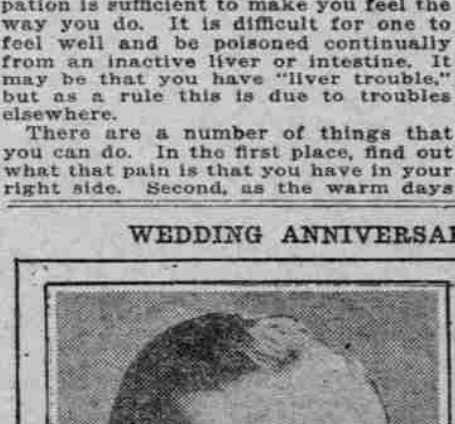 pation is sufficient to make you feel the
way you do. It is difficult for one to
feel well and be poisoned continually
from an inactive liver or intestine. It
may be that you have "liver trouble,"
but as a rule this is due to troubles
elsewhere.
There are a number of things that
you can do. In the first place, find out
what that pain is that you have in your
right side. Second, as the warm days
WEDDING ANNIVERSA